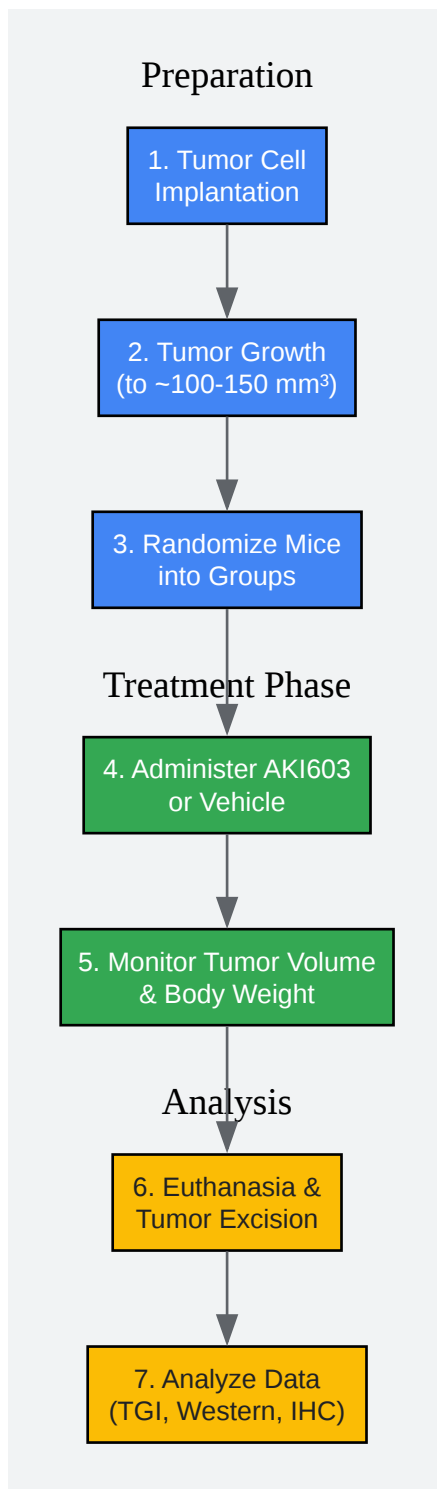 Preparation
1. Tumor Cell
Implantation
2. Tumor Growth
(to ~100-150 mm³)
3. Randomize Mice
into Groups
Treatment Phase
4. Administer AKI603
or Vehicle
5. Monitor Tumor Volume
& Body Weight
Analysis
6. Euthanasia &
Tumor Excision
7. Analyze Data
(TGI, Western, IHC)